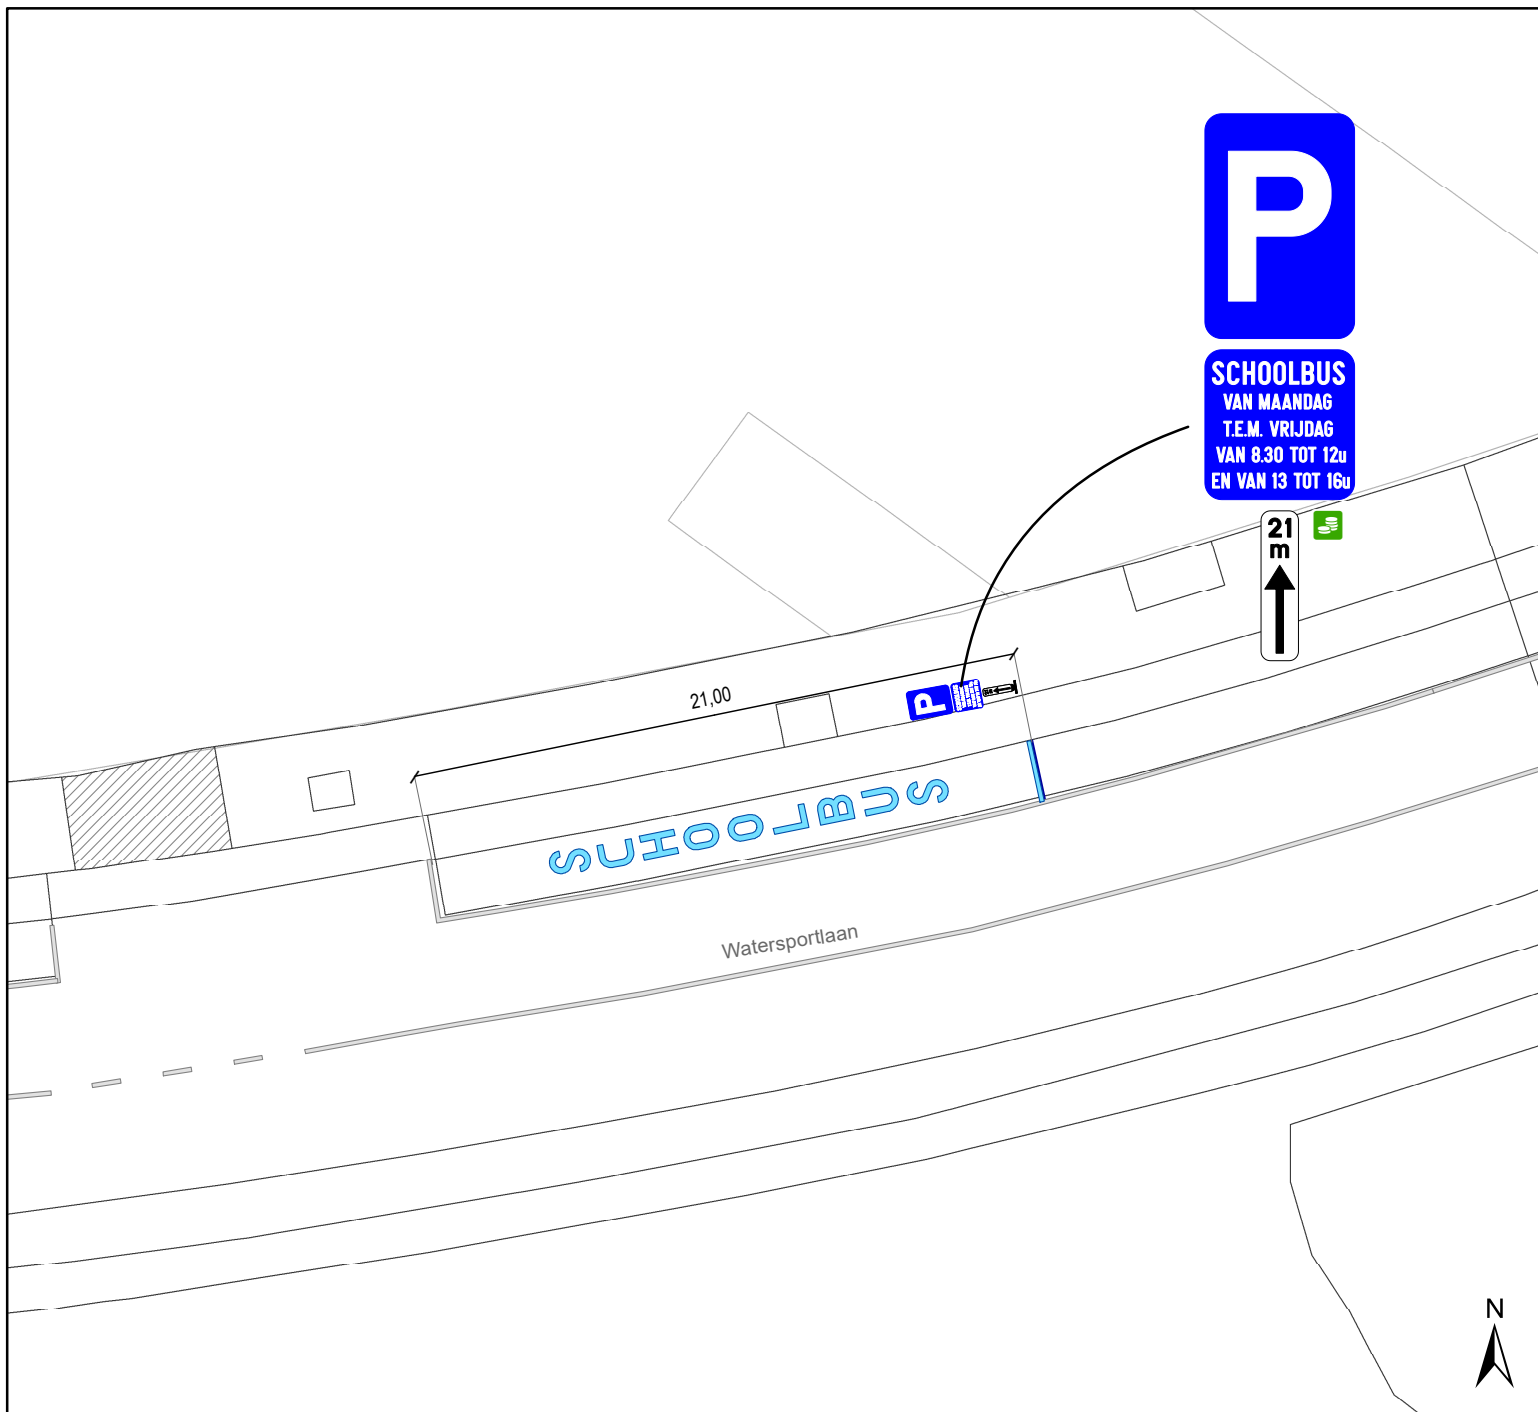 P
SCHOOLBUS
VAN MAANDAG
T.E.M. VRIJDAG
VAN 8.30 TOT 12u
EN VAN 13 TOT 16u
21
m
21,00
P
SCHOOLBUS
Watersportlaan
N